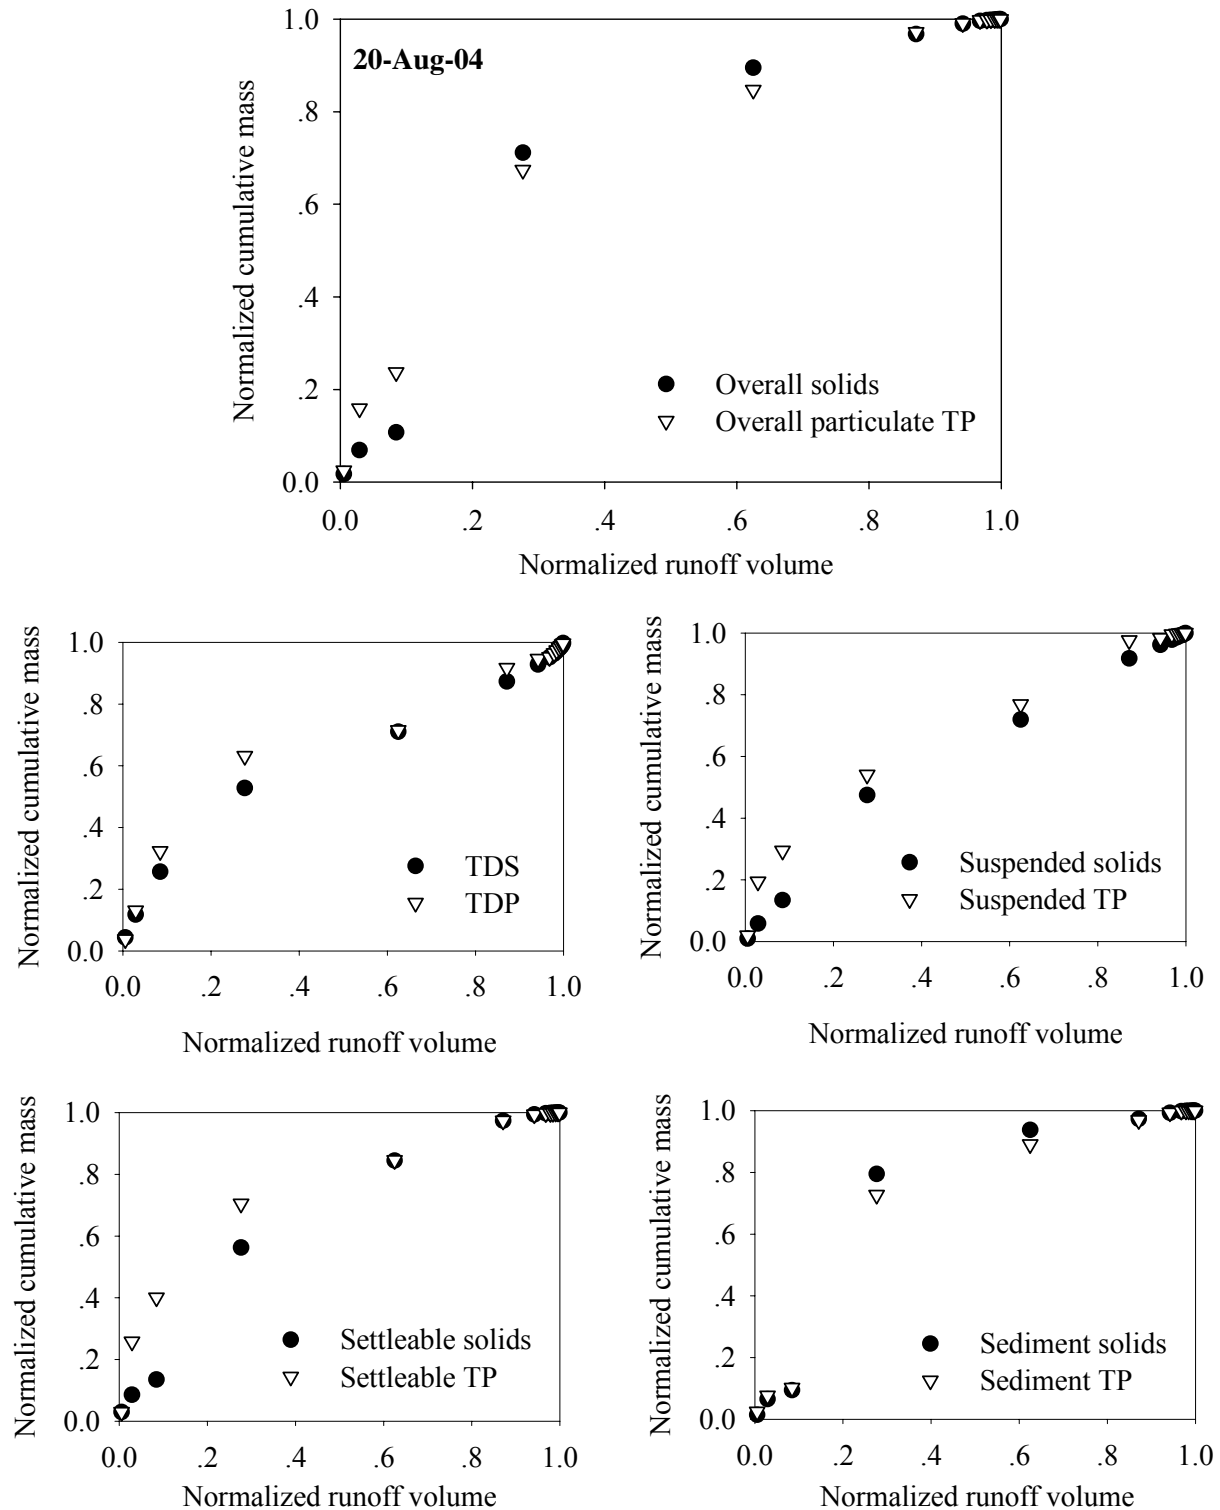 20-Aug-04
Normalized cumulative mass
1.0
.8
.6
.4
.2
0.0
Overall solids
Overall particulate TP
0.0 .2 .4 .6 .8 1.0
Normalized runoff volume
Normalized cumulative mass
1.0
.8
.6
.4
.2
0.0
TDS
TDP
0.0 .2 .4 .6 .8 1.0
Normalized runoff volume
Normalized cumulative mass
1.0
.8
.6
.4
.2
0.0
Suspended solids
Suspended TP
0.0 .2 .4 .6 .8 1.0
Normalized runoff volume
Normalized cumulative mass
1.0
.8
.6
.4
.2
0.0
Settleable solids
Settleable TP
0.0 .2 .4 .6 .8 1.0
Normalized runoff volume
Normalized cumulative mass
1.0
.8
.6
.4
.2
0.0
Sediment solids
Sediment TP
0.0 .2 .4 .6 .8 1.0
Normalized runoff volume